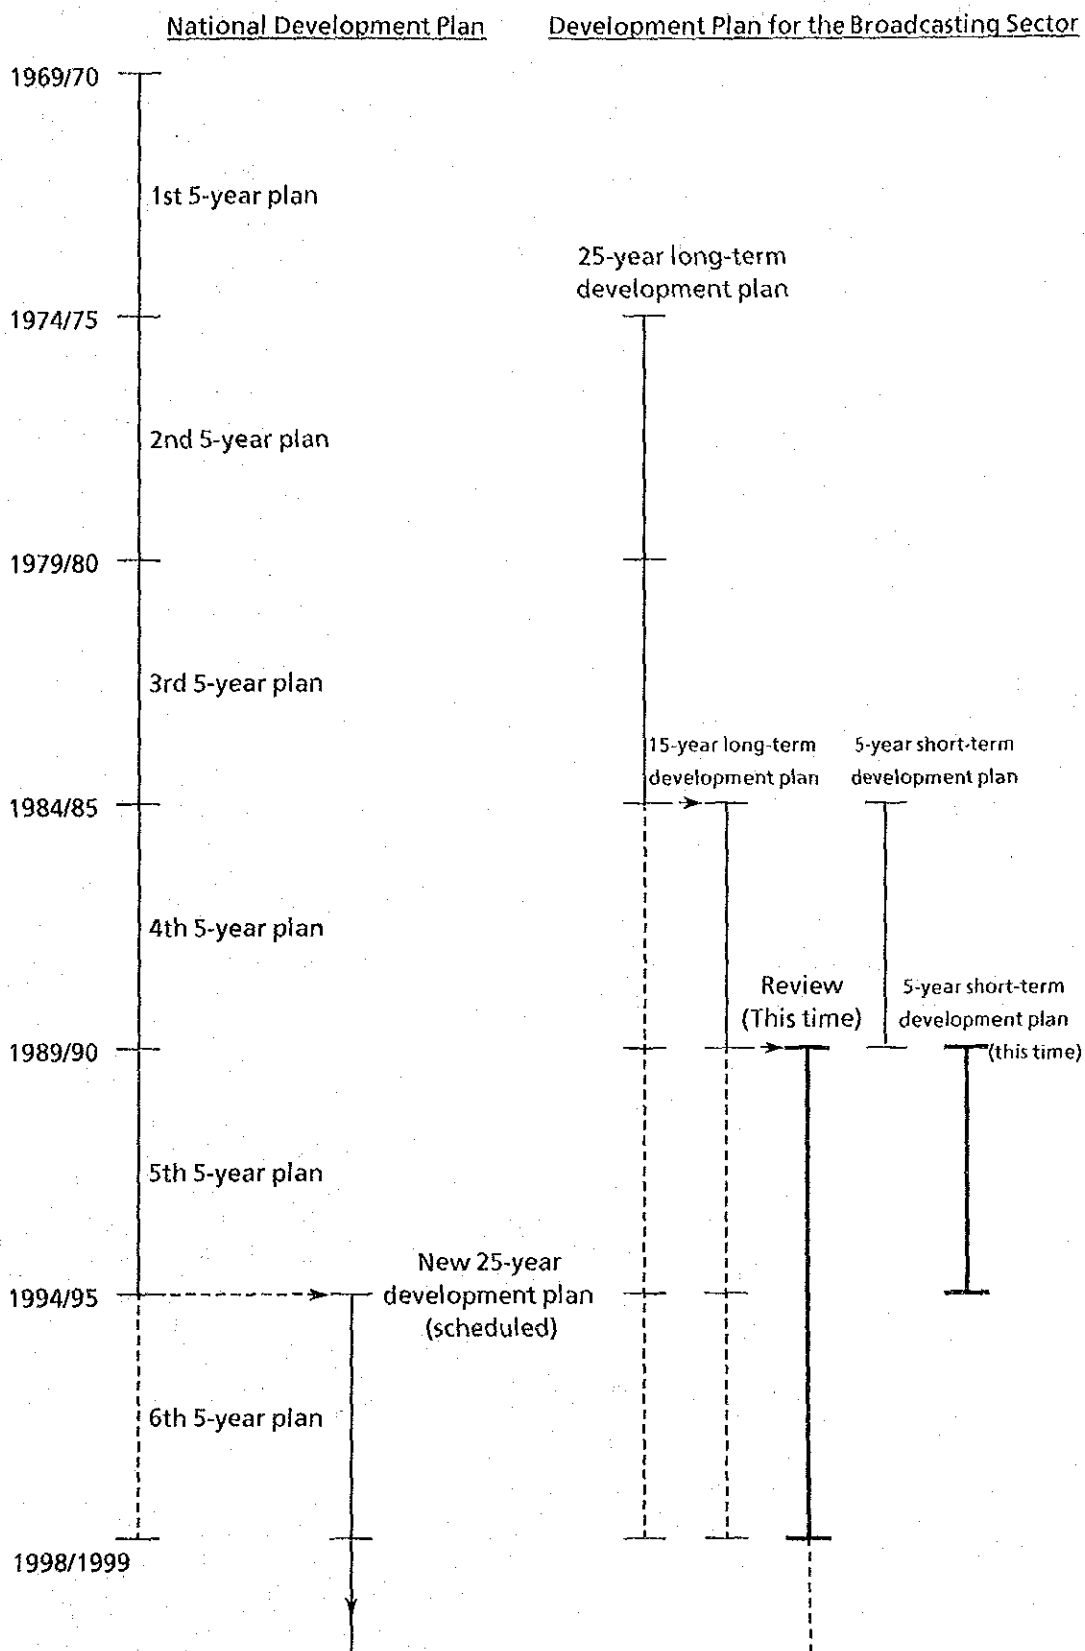 National Development Plan
Development Plan for the Broadcasting Sector
1969/70
1st 5-year plan
25-year long-term
development plan
1974/75
2nd 5-year plan
1979/80
3rd 5-year plan
15-year long-term
development plan
5-year short-term
development plan
1984/85
4th 5-year plan
Review
(This time)
5-year short-term
development plan
(this time)
1989/90
5th 5-year plan
New 25-year
development plan
(scheduled)
1994/95
6th 5-year plan
1998/1999